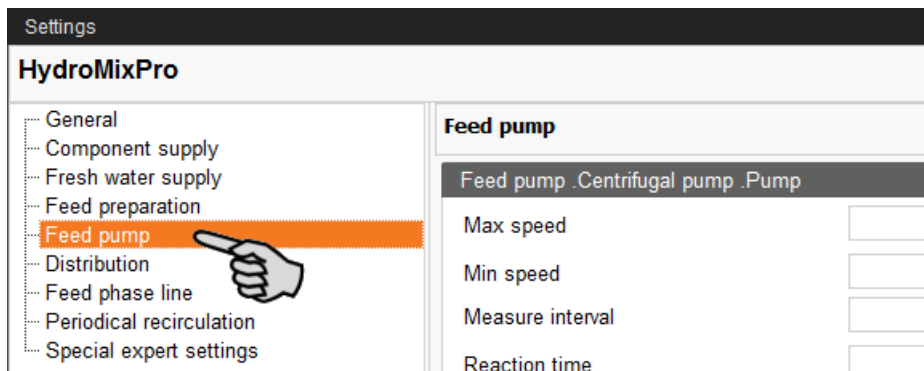 Settings
HydroMixPro
General
Component supply
Fresh water supply
Feed preparation
Feed pump
Distribution
Feed phase line
Periodical recirculation
Special expert settings
Feed pump
Feed pump .Centrifugal pump .Pump
Max speed
Min speed
Measure interval
Reaction time